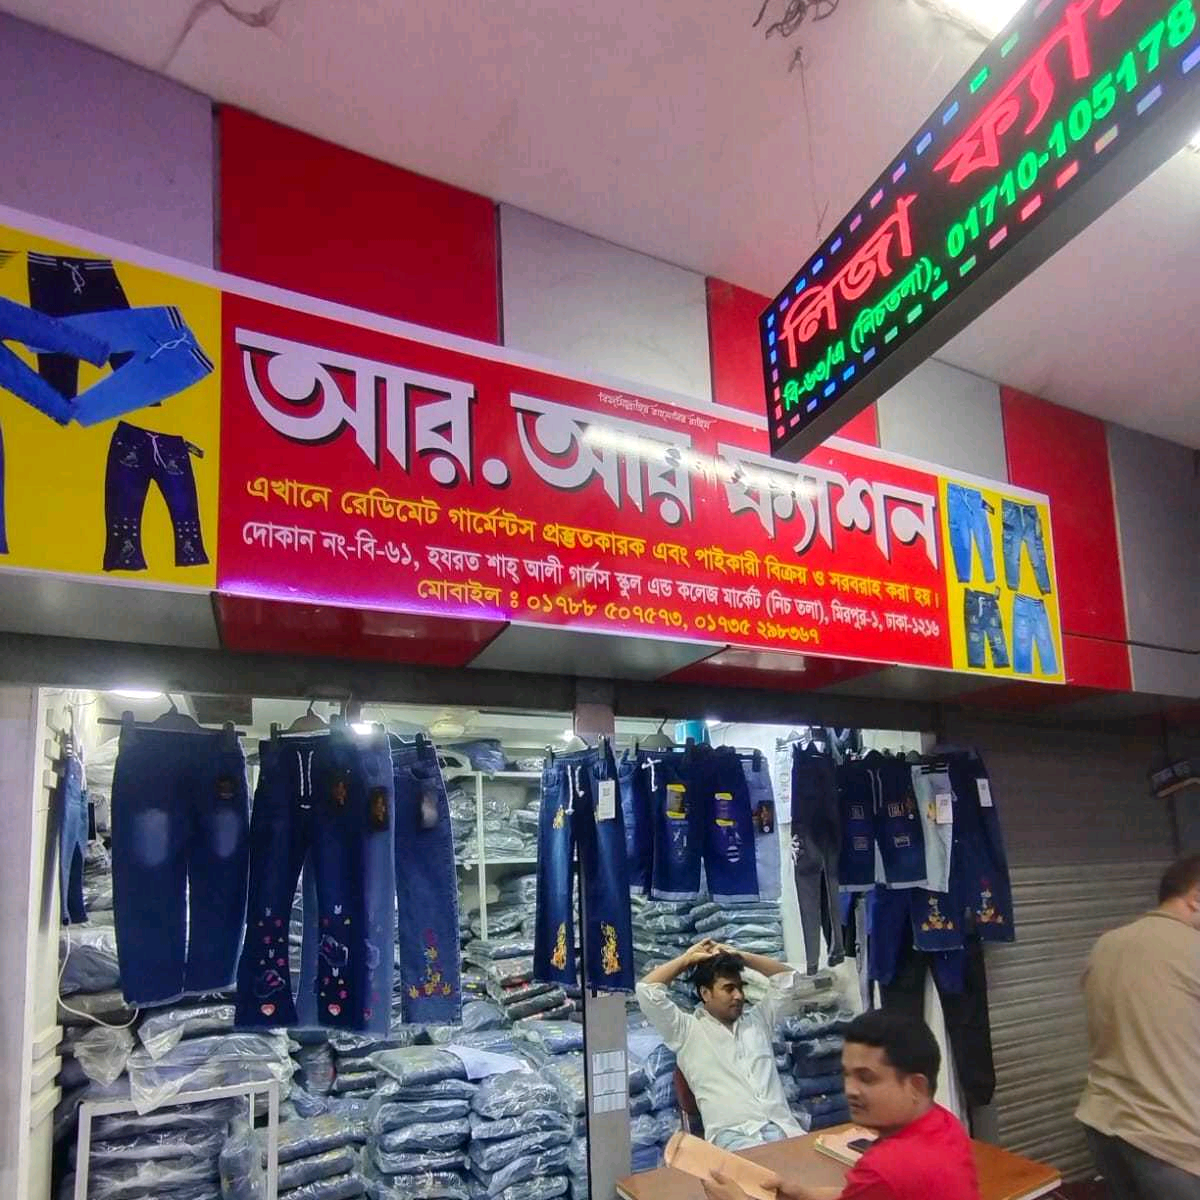 বিস্‌মিল্লাহির রাহ্‌মানির রাহিম
আর. আর ফ্যাশন
এখানে রেডিমেট গার্মেন্টস প্রস্তুতকারক এবং পাইকারী বিক্রয় ও সরবরাহ করা হয়।
দোকান নং-বি-৬১, হযরত শাহ্ আলী গার্লস স্কুল এন্ড কলেজ মার্কেট (নিচ তলা), মিরপুর-১, ঢাকা-১২১৬
মোবাইল ঃ ০১৭৮৮ ৫০৭৫৭৩, ০১৭৩৫ ২৯৮৩৬৭
লিজা
বি-৬৩/এ (নিচতলা), 01710-105178